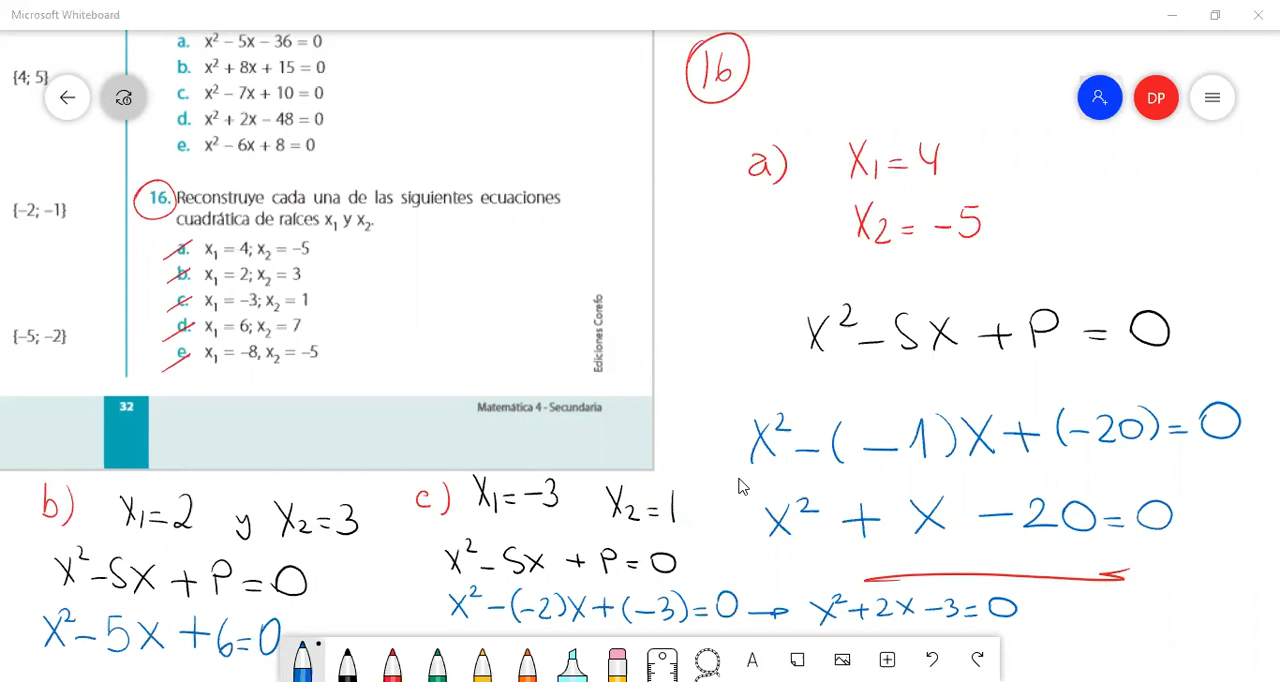 Microsoft Whiteboard
a. x² – 5x – 36 = 0
{4; 5}
b. x² + 8x + 15 = 0
c. x² – 7x + 10 = 0
d. x² + 2x – 48 = 0
e. x² – 6x + 8 = 0
{–2; –1}
16. Reconstruye cada una de las siguientes ecuaciones
cuadrática de raíces x₁ y x₂.
a. x₁ = 4; x₂ = –5
b. x₁ = 2; x₂ = 3
c. x₁ = –3; x₂ = 1
d. x₁ = 6; x₂ = 7
e. x₁ = –8, x₂ = –5
{–5; –2}
Ediciones Corefo
32
Matemática 4 - Secundaria
16
DP
a) x₁ = 4
x₂ = –5
x² – Sx + P = 0
x² – (–1)x + (–20) = 0
x² + x – 20 = 0
b) x₁ = 2 y x₂ = 3
x² – Sx + P = 0
x² – 5x + 6 = 0
c) x₁ = –3 x₂ = 1
x² – Sx + P = 0
x² – (–2)x + (–3) = 0 → x² + 2x – 3 = 0
A